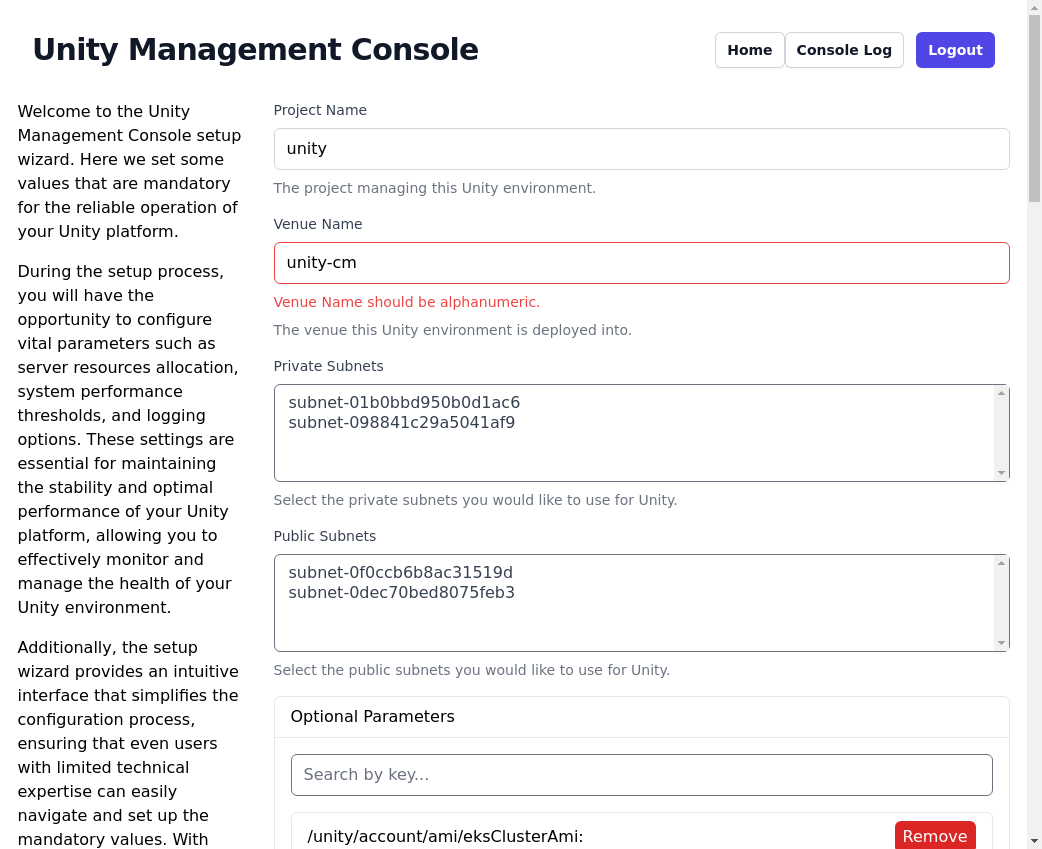 Unity Management Console
Home
Console Log
Logout
Welcome to the Unity
Management Console setup
wizard. Here we set some
values that are mandatory
for the reliable operation of
your Unity platform.
During the setup process,
you will have the
opportunity to configure
vital parameters such as
server resources allocation,
system performance
thresholds, and logging
options. These settings are
essential for maintaining
the stability and optimal
performance of your Unity
platform, allowing you to
effectively monitor and
manage the health of your
Unity environment.
Additionally, the setup
wizard provides an intuitive
interface that simplifies the
configuration process,
ensuring that even users
with limited technical
expertise can easily
navigate and set up the
mandatory values. With
Project Name
unity
The project managing this Unity environment.
Venue Name
unity-cm
Venue Name should be alphanumeric.
The venue this Unity environment is deployed into.
Private Subnets
subnet-01b0bbd950b0d1ac6
subnet-098841c29a5041af9
Select the private subnets you would like to use for Unity.
Public Subnets
subnet-0f0ccb6b8ac31519d
subnet-0dec70bed8075feb3
Select the public subnets you would like to use for Unity.
Optional Parameters
Search by key...
/unity/account/ami/eksClusterAmi:
Remove